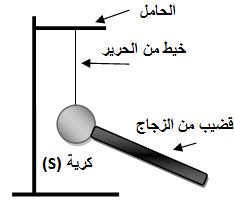 الحامل
خيط من الحرير
قضيب من الزجاج
كرية (S)